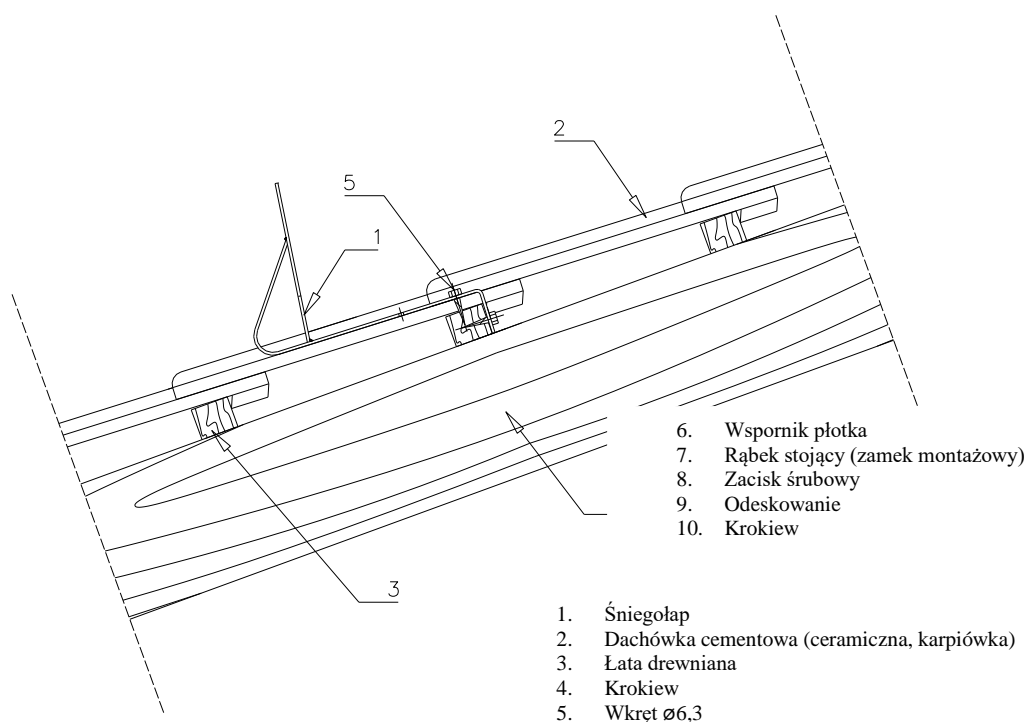 2
5
1
3
6. Wspornik płotka
7. Rąbek stojący (zamek montażowy)
8. Zacisk śrubowy
9. Odeskowanie
10. Krokiew
1. Śniegołap
2. Dachówka cementowa (ceramiczna, karpiówka)
3. Łata drewniana
4. Krokiew
5. Wkręt ø6,3